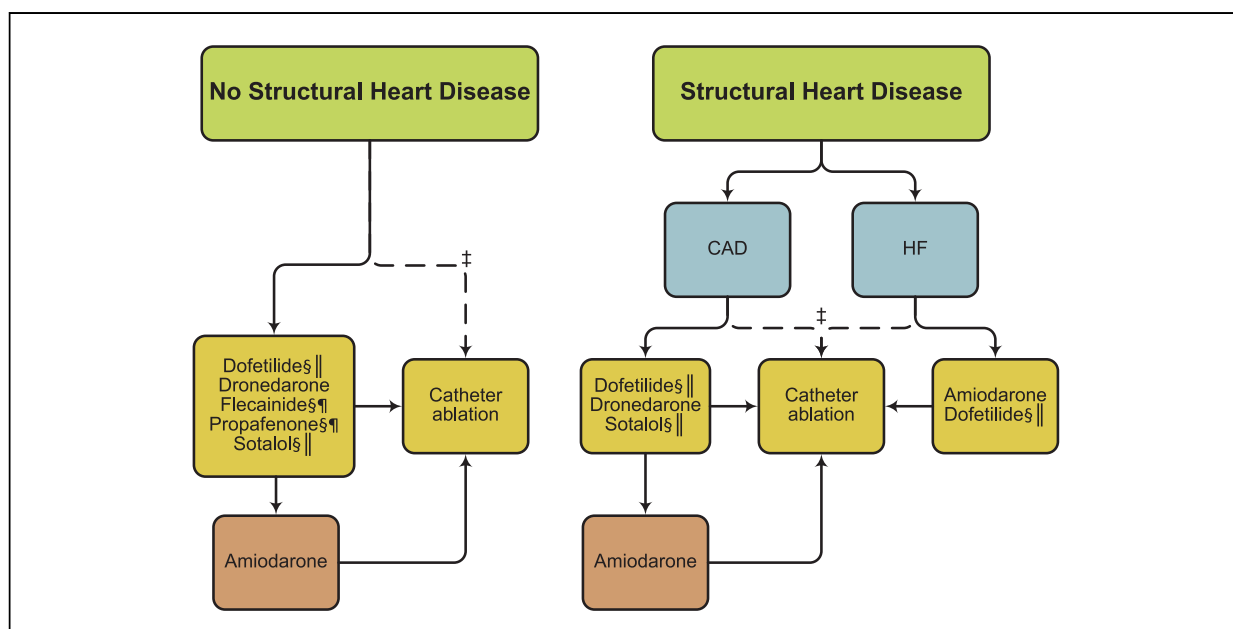 No Structural Heart Disease
Structural Heart Disease
CAD
HF
‡
‡
Dofetilide§‖
Dronedarone
Flecainide§¶
Propafenone§¶
Sotalol§‖
Catheter
ablation
Dofetilide§‖
Dronedarone
Sotalol§‖
Catheter
ablation
Amiodarone
Dofetilide§‖
Amiodarone
Amiodarone